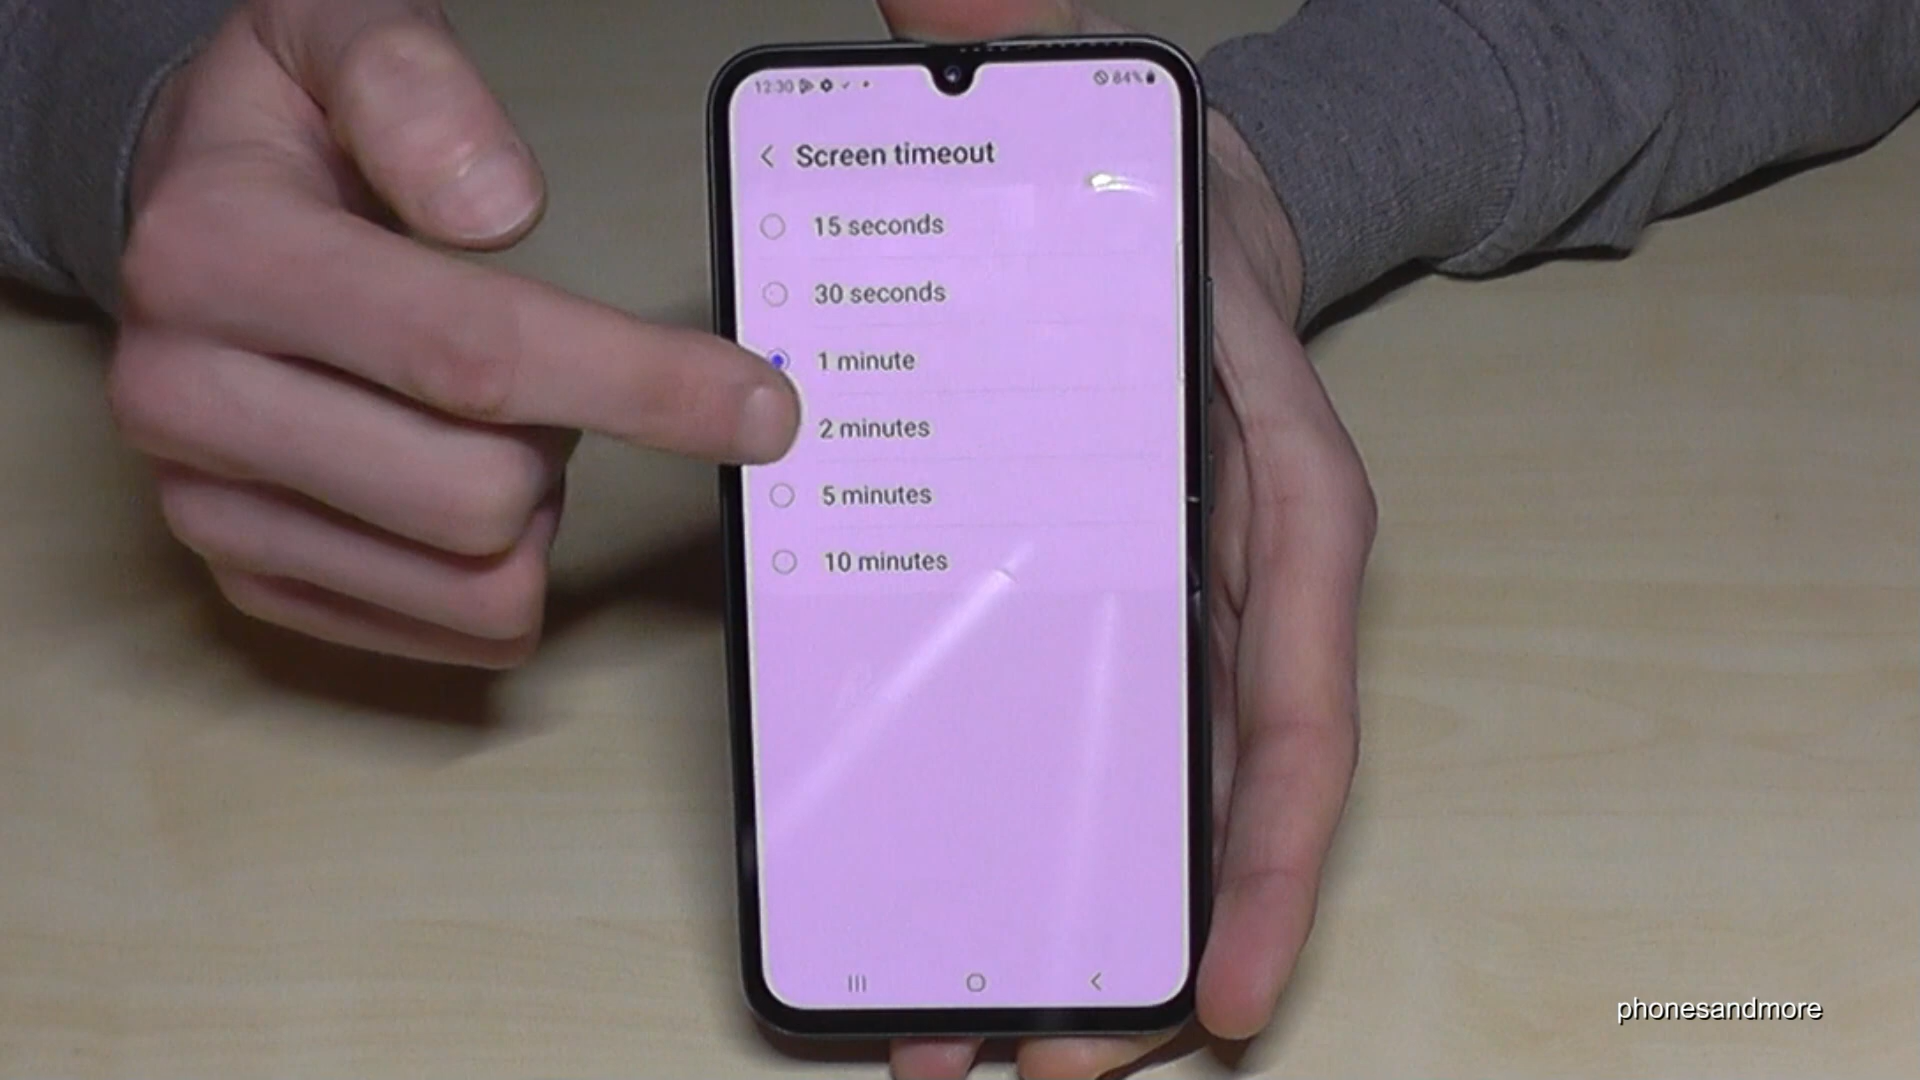 12:30
84%
Screen timeout
15 seconds
30 seconds
1 minute
2 minutes
5 minutes
10 minutes
phonesandmore